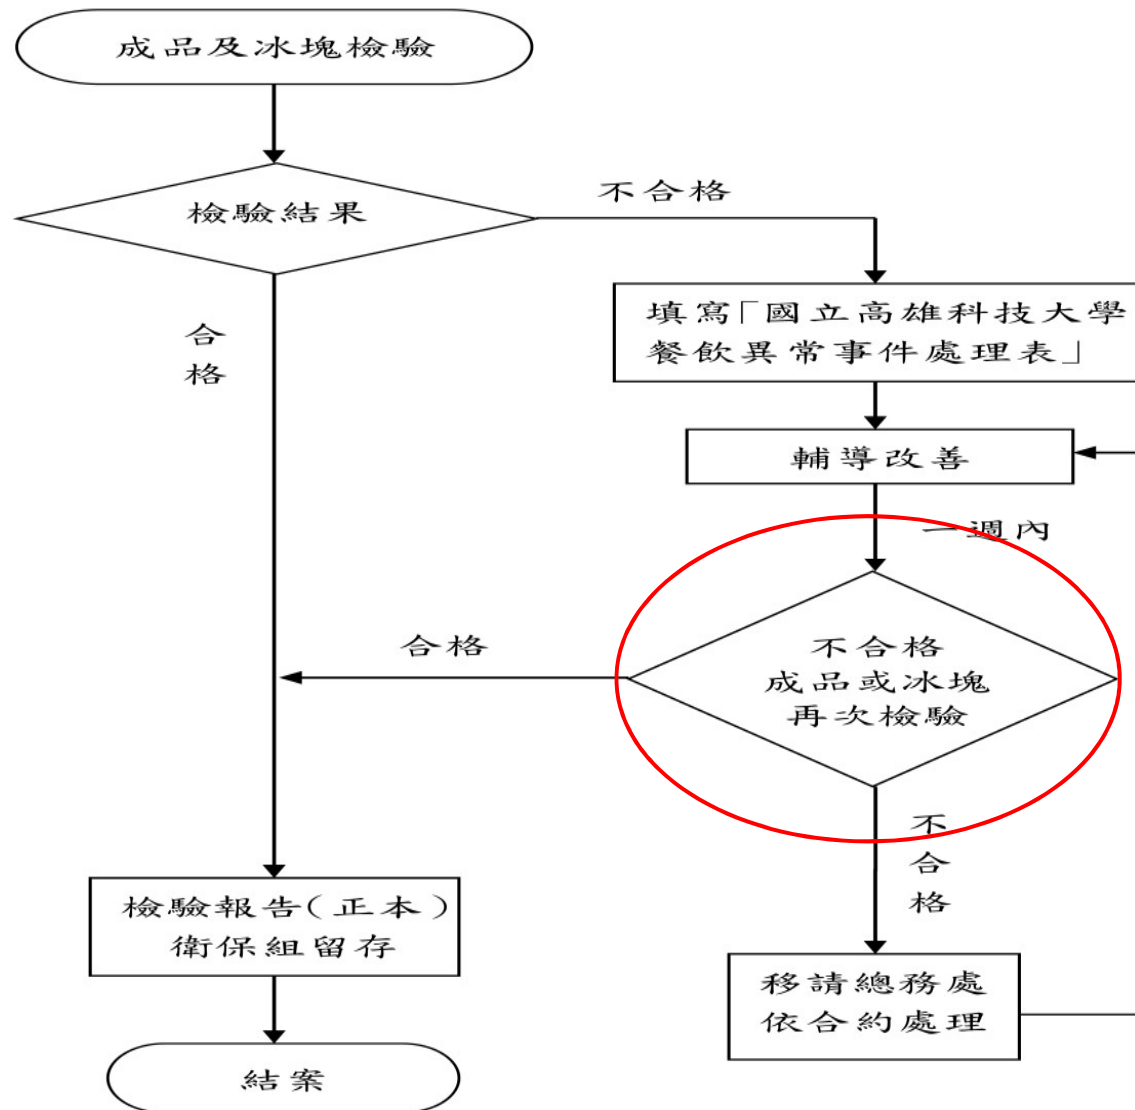 成品及冰塊檢驗
檢驗結果
不合格
填寫「國立高雄科技大學
餐飲異常事件處理表」
合格
輔導改善
一週內
不合格
成品或冰塊
再次檢驗
合格
不合格
檢驗報告(正本)
衛保組留存
移請總務處
依合約處理
結案